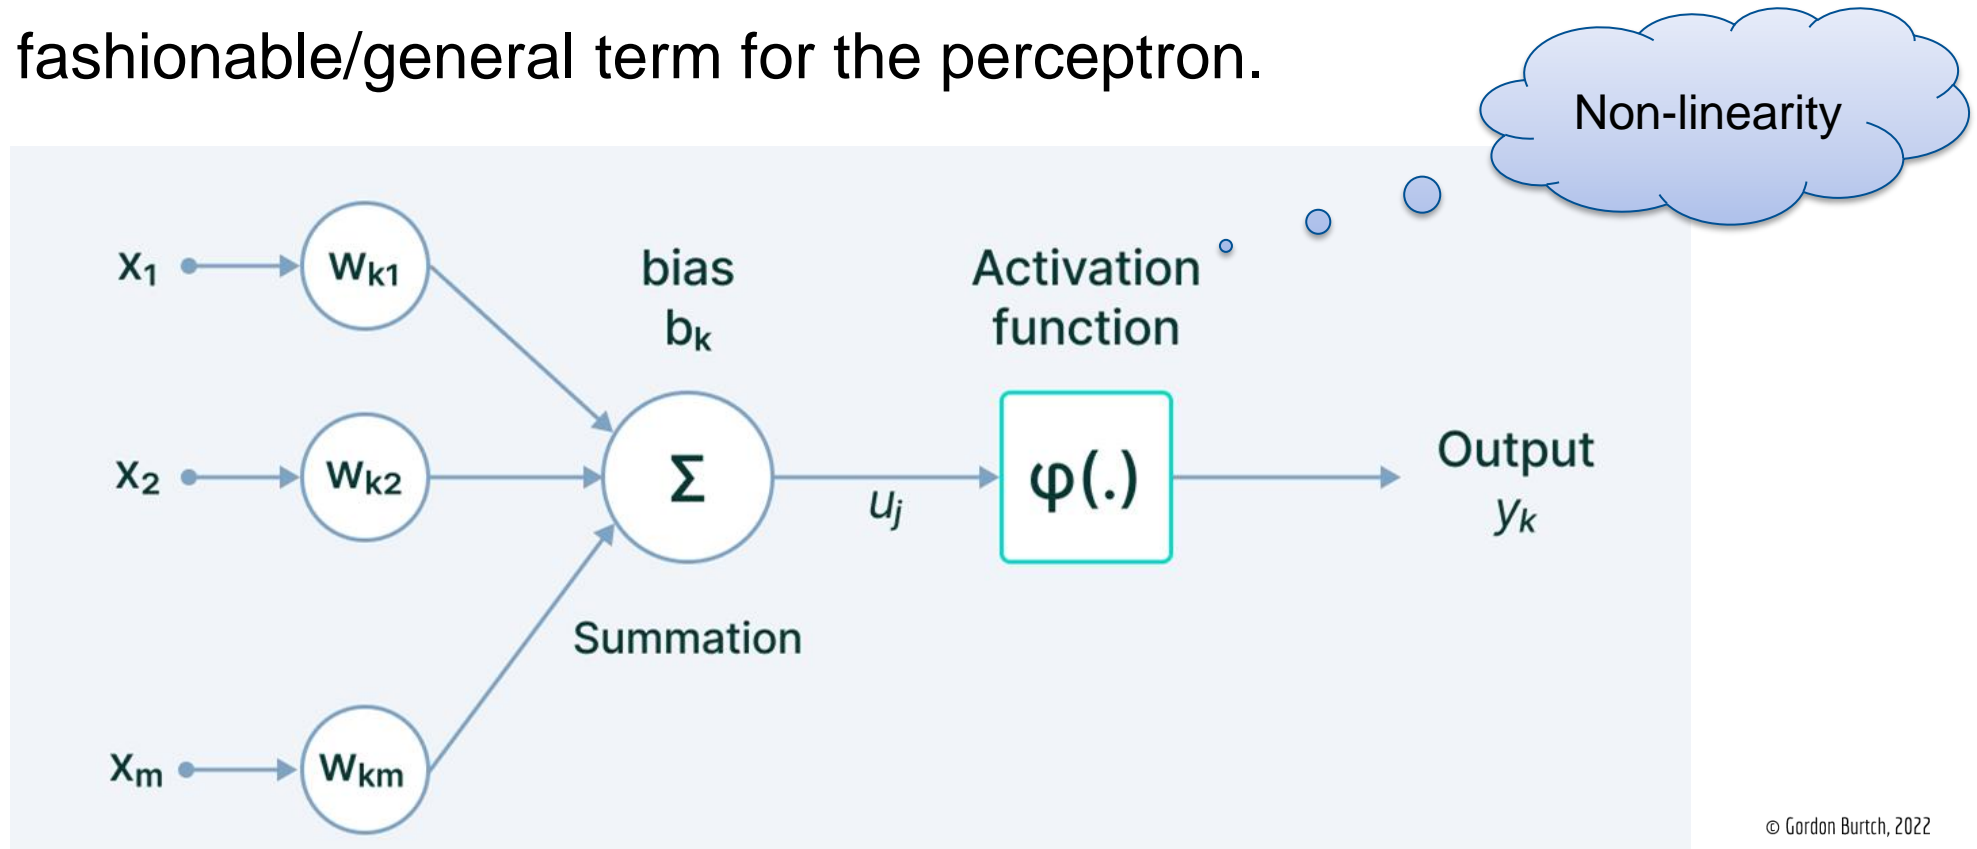 fashionable/general term for the perceptron.
Non-linearity
x₁
wₖ₁
bias
bₖ
Activation
function
x₂
wₖ₂
Σ
uⱼ
φ(.)
Output
yₖ
Summation
xₘ
wₖₘ
© Gordon Burtch, 2022